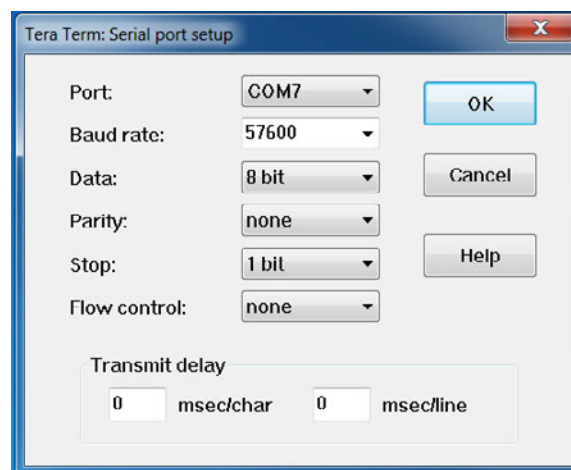 Tera Term: Serial port setup
Port: COM7
OK
Baud rate: 57600
Data: 8 bit
Cancel
Parity: none
Stop: 1 bit
Help
Flow control: none
Transmit delay
0 msec/char 0 msec/line